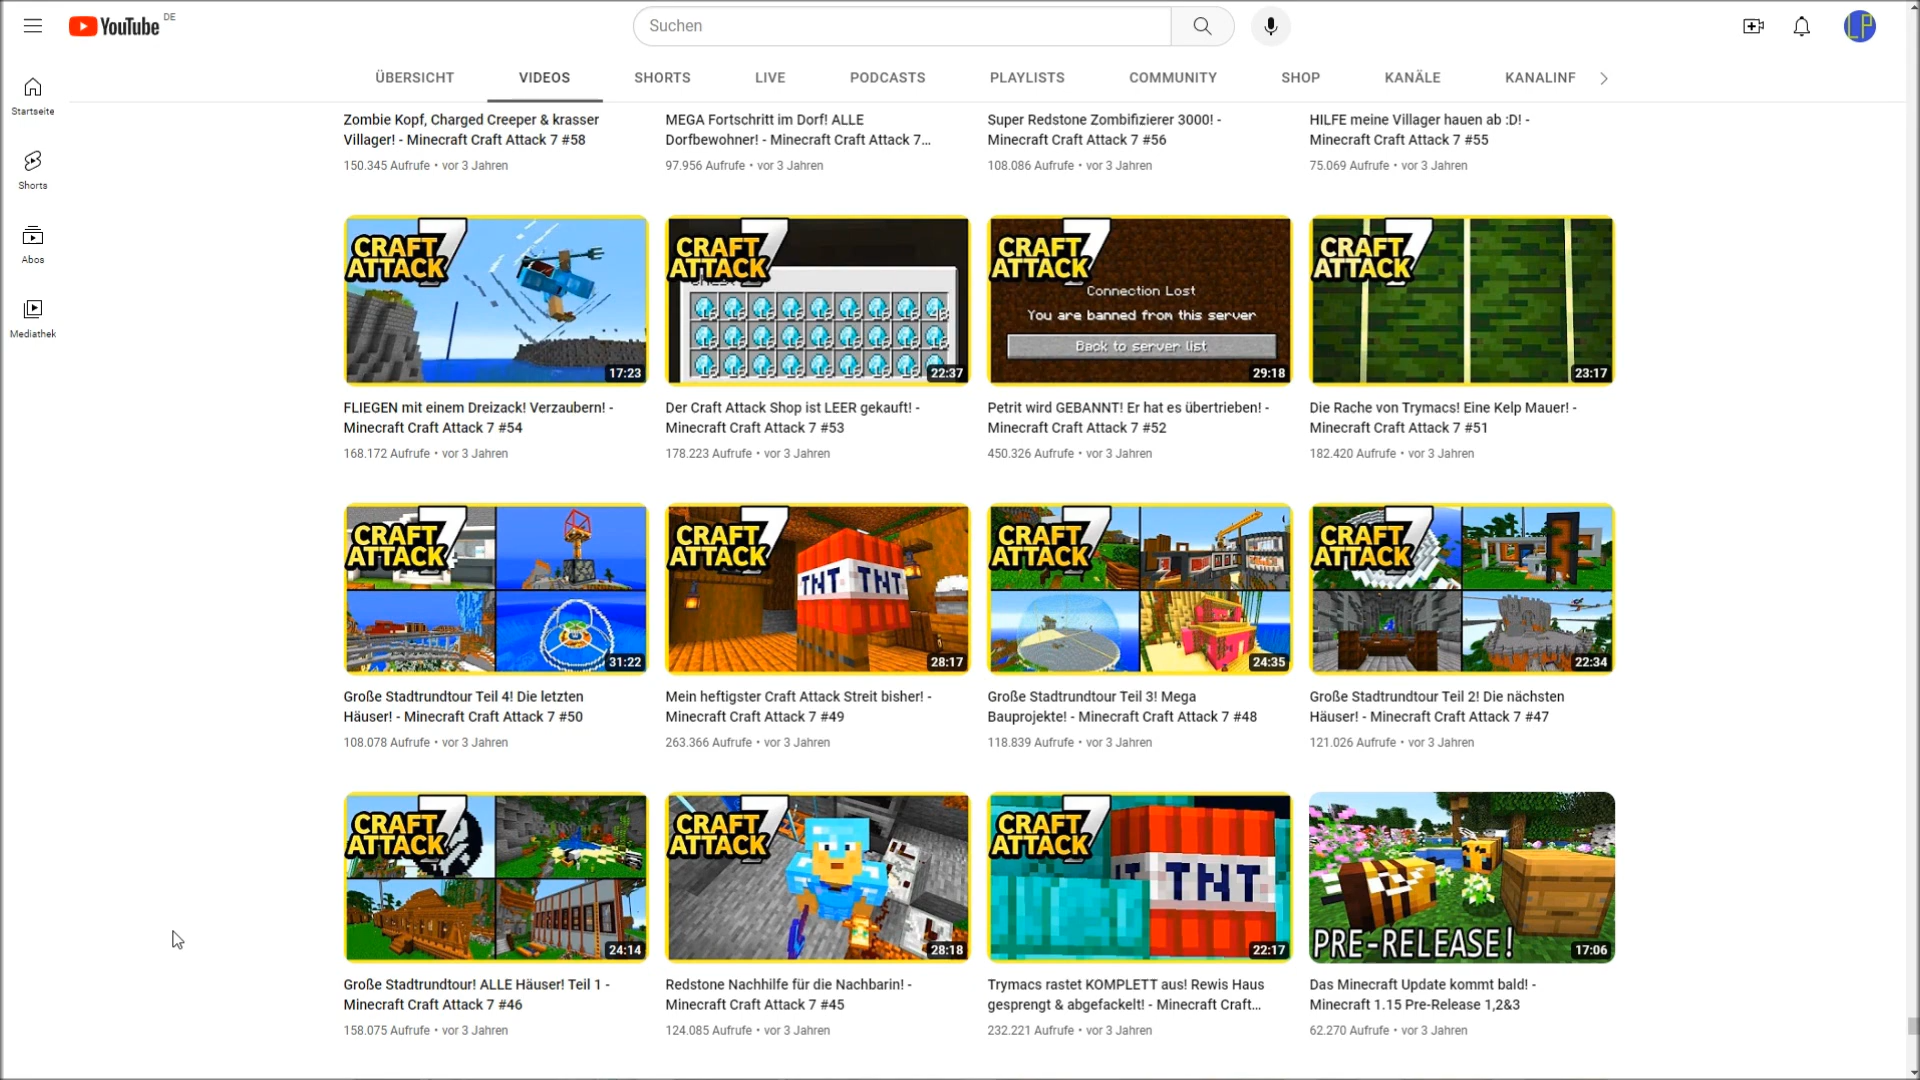 YouTube DE
Suchen
LP
ÜBERSICHT VIDEOS SHORTS LIVE PODCASTS PLAYLISTS COMMUNITY SHOP KANÄLE KANALINF
Startseite
Shorts
Abos
Mediathek
Zombie Kopf, Charged Creeper & krasser
Villager! - Minecraft Craft Attack 7 #58
150.345 Aufrufe • vor 3 Jahren
MEGA Fortschritt im Dorf! ALLE
Dorfbewohner! - Minecraft Craft Attack 7...
97.956 Aufrufe • vor 3 Jahren
Super Redstone Zombifizierer 3000! -
Minecraft Craft Attack 7 #56
108.086 Aufrufe • vor 3 Jahren
HILFE meine Villager hauen ab :D! -
Minecraft Craft Attack 7 #55
75.069 Aufrufe • vor 3 Jahren
CRAFT 7
ATTACK
17:23
FLIEGEN mit einem Dreizack! Verzaubern! -
Minecraft Craft Attack 7 #54
168.172 Aufrufe • vor 3 Jahren
CRAFT 7
ATTACK
22:37
Der Craft Attack Shop ist LEER gekauft! -
Minecraft Craft Attack 7 #53
178.223 Aufrufe • vor 3 Jahren
CRAFT 7
ATTACK
Connection Lost
You are banned from this server
Back to server list
29:18
Petrit wird GEBANNT! Er hat es übertrieben! -
Minecraft Craft Attack 7 #52
450.326 Aufrufe • vor 3 Jahren
CRAFT 7
ATTACK
23:17
Die Rache von Trymacs! Eine Kelp Mauer! -
Minecraft Craft Attack 7 #51
182.420 Aufrufe • vor 3 Jahren
CRAFT 7
ATTACK
31:22
Große Stadtrundtour Teil 4! Die letzten
Häuser! - Minecraft Craft Attack 7 #50
108.078 Aufrufe • vor 3 Jahren
CRAFT 7
ATTACK
TNT TNT
28:17
Mein heftigster Craft Attack Streit bisher! -
Minecraft Craft Attack 7 #49
263.366 Aufrufe • vor 3 Jahren
CRAFT 7
ATTACK
24:35
Große Stadtrundtour Teil 3! Mega
Bauprojekte! - Minecraft Craft Attack 7 #48
118.839 Aufrufe • vor 3 Jahren
CRAFT 7
ATTACK
22:34
Große Stadtrundtour Teil 2! Die nächsten
Häuser! - Minecraft Craft Attack 7 #47
121.026 Aufrufe • vor 3 Jahren
CRAFT 7
ATTACK
24:14
Große Stadtrundtour! ALLE Häuser! Teil 1 -
Minecraft Craft Attack 7 #46
158.075 Aufrufe • vor 3 Jahren
CRAFT 7
ATTACK
28:18
Redstone Nachhilfe für die Nachbarin! -
Minecraft Craft Attack 7 #45
124.085 Aufrufe • vor 3 Jahren
CRAFT 7
ATTACK
TNT
22:17
Trymacs rastet KOMPLETT aus! Rewis Haus
gesprengt & abgefackelt! - Minecraft Craft...
232.221 Aufrufe • vor 3 Jahren
PRE-RELEASE!
17:06
Das Minecraft Update kommt bald! -
Minecraft 1.15 Pre-Release 1,2&3
62.270 Aufrufe • vor 3 Jahren